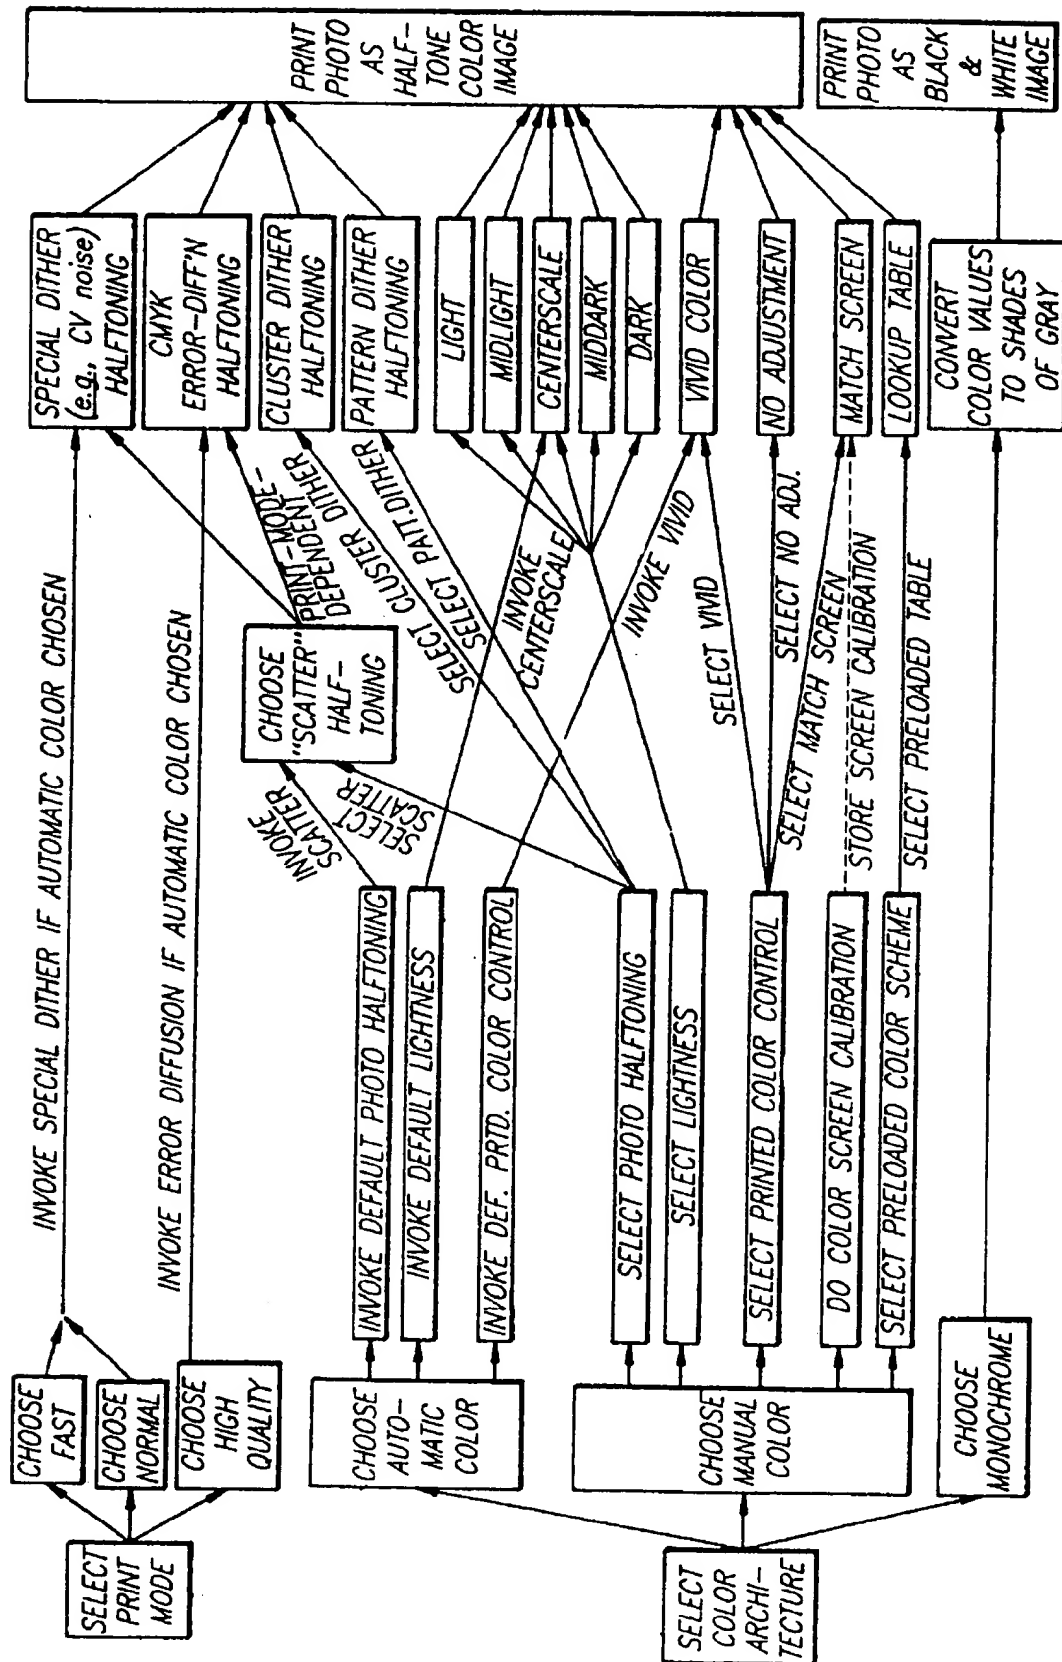 SELECT
PRINT
MODE
CHOOSE
FAST
CHOOSE
NORMAL
CHOOSE
HIGH
QUALITY
INVOKE SPECIAL DITHER IF AUTOMATIC COLOR CHOSEN
INVOKE ERROR DIFFUSION IF AUTOMATIC COLOR CHOSEN
SELECT
COLOR
ARCHI-
TECTURE
CHOOSE
AUTO-
MATIC
COLOR
CHOOSE
MANUAL
COLOR
CHOOSE
MONOCHROME
INVOKE DEFAULT PHOTO HALFTONING
INVOKE DEFAULT LIGHTNESS
INVOKE DEF. PRTD. COLOR CONTROL
SELECT PHOTO HALFTONING
SELECT LIGHTNESS
SELECT PRINTED COLOR CONTROL
DO COLOR SCREEN CALIBRATION
SELECT PRELOADED COLOR SCHEME
INVOKE
SCATTER
SELECT
SCATTER
CHOOSE
"SCATTER"
HALF-
TONING
PRINT-MODE-
DEPENDENT
SELECT CLUSTER DITHER
SELECT PATT. DITHER
INVOKE
CENTERSCALE
INVOKE VIVID
SELECT VIVID
SELECT NO ADJ.
SELECT MATCH SCREEN
STORE SCREEN CALIBRATION
SELECT PRELOADED TABLE
SPECIAL DITHER
(e.g., CV noise)
HALFTONING
CMYK
ERROR-DIFF'N
HALFTONING
CLUSTER DITHER
HALFTONING
PATTERN DITHER
HALFTONING
LIGHT
MIDLIGHT
CENTERSCALE
MIDDARK
DARK
VIVID COLOR
NO ADJUSTMENT
MATCH SCREEN
LOOKUP TABLE
CONVERT
COLOR VALUES
TO SHADES
OF GRAY
PRINT
PHOTO
AS
HALF-
TONE
COLOR
IMAGE
PRINT
PHOTO
AS
BLACK
&
WHITE
IMAGE